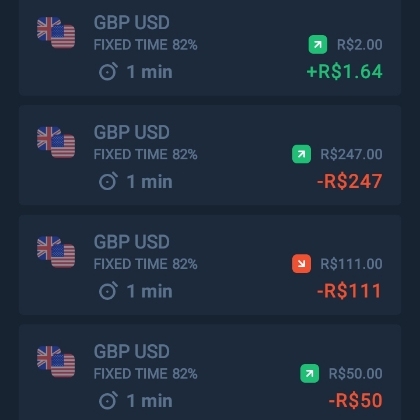 GBP USD
FIXED TIME 82% R$2.00
1 min +R$1.64
GBP USD
FIXED TIME 82% R$247.00
1 min -R$247
GBP USD
FIXED TIME 82% R$111.00
1 min -R$111
GBP USD
FIXED TIME 82% R$50.00
1 min -R$50